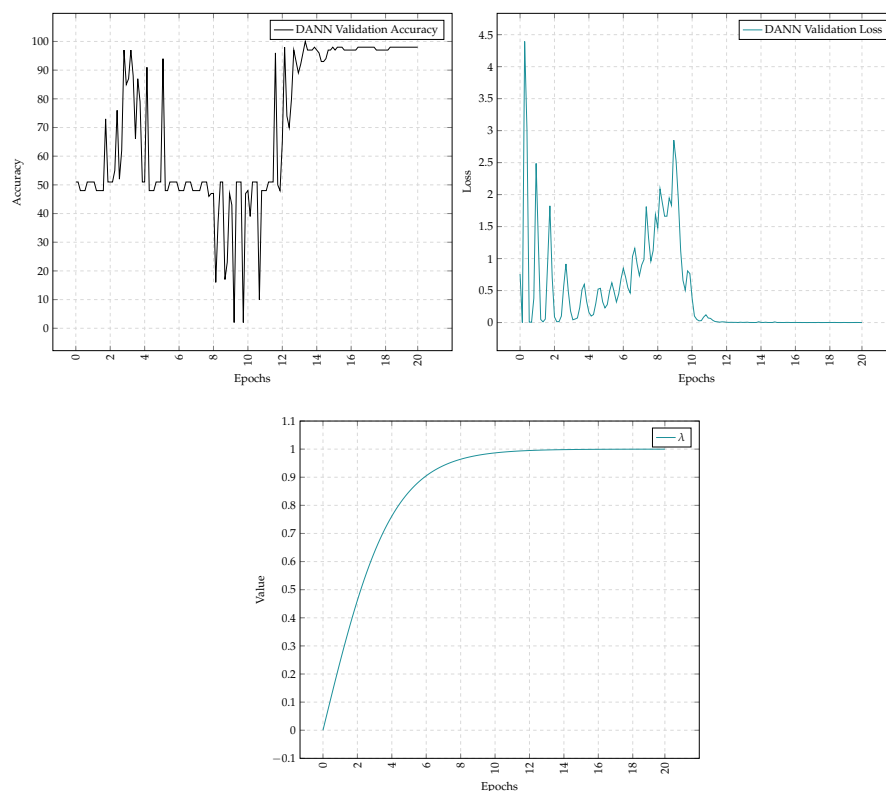 DANN Validation Accuracy
100
90
80
70
60
50
40
30
20
10
0
Accuracy
0 2 4 6 8 10 12 14 16 18 20
Epochs
DANN Validation Loss
4.5
4
3.5
3
2.5
2
1.5
1
0.5
0
Loss
0 2 4 6 8 10 12 14 16 18 20
Epochs
λ
1.1
1
0.9
0.8
0.7
0.6
0.5
0.4
0.3
0.2
0.1
0
−0.1
Value
0 2 4 6 8 10 12 14 16 18 20
Epochs